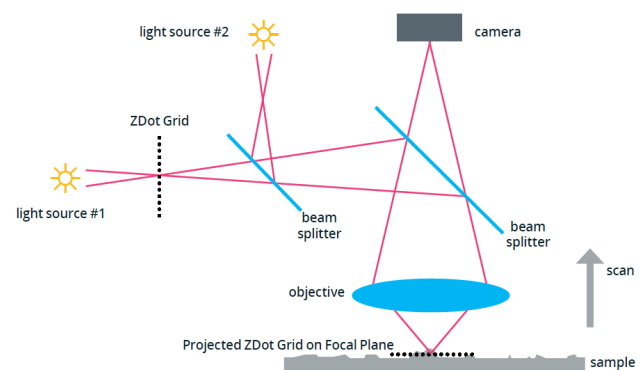 light source #2
camera
ZDot Grid
light source #1
beam
splitter
beam
splitter
scan
objective
Projected ZDot Grid on Focal Plane
sample